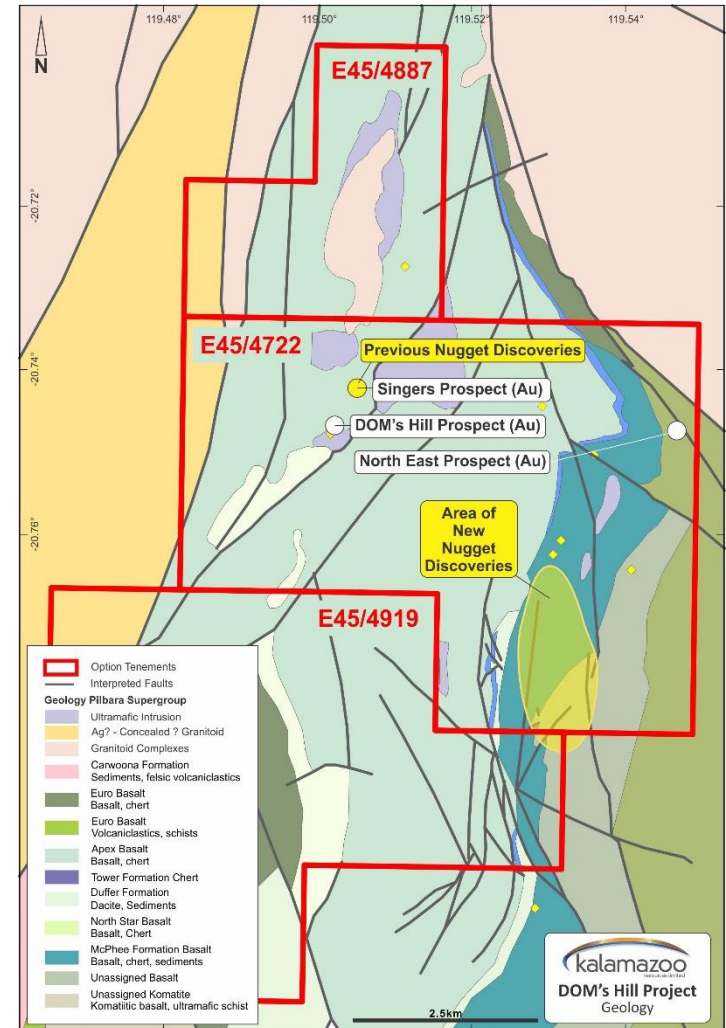 119.48°
119.50°
119.52°
119.54°
N
E45/4887
-20.72°
E45/4722
Previous Nugget Discoveries
-20.74°
Singers Prospect (Au)
DOM's Hill Prospect (Au)
North East Prospect (Au)
Area of
New
Nugget
Discoveries
-20.76°
E45/4919
Option Tenements
Interpreted Faults
Geology Pilbara Supergroup
Ultramafic Intrusion
Ag? - Concealed ? Granitoid
Granitoid Complexes
Carwoona Formation
Sediments, felsic volcaniclastics
Euro Basalt
Basalt, chert
Euro Basalt
Volcaniclastics, schists
Apex Basalt
Basalt, chert
Tower Formation Chert
Duffer Formation
Dacite, Sediments
North Star Basalt
Basalt, Chert
McPhee Formation Basalt
Basalt, chert, sediments
Unassigned Basalt
Unassigned Komatite
Komatiitic basalt, ultramafic schist
2.5km
kalamazoo
resources limited
DOM's Hill Project
Geology